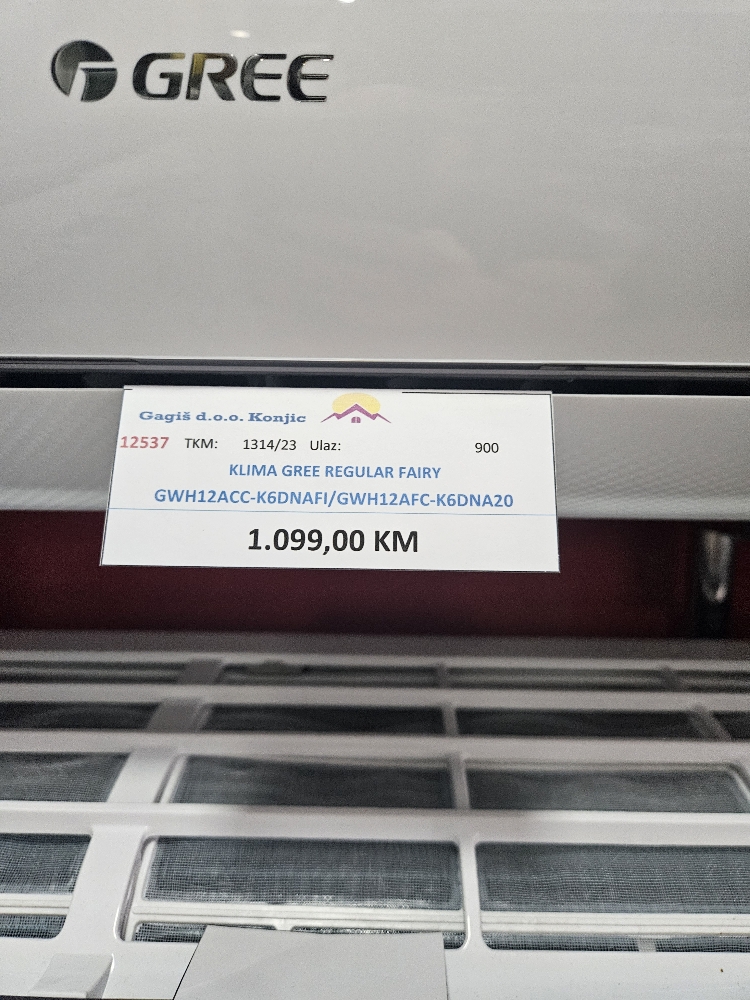 GREE
Gagiš d.o.o. Konjic
12537 TKM: 1314/23 Ulaz: 900
KLIMA GREE REGULAR FAIRY
GWH12ACC-K6DNAFI/GWH12AFC-K6DNA20
1.099,00 KM